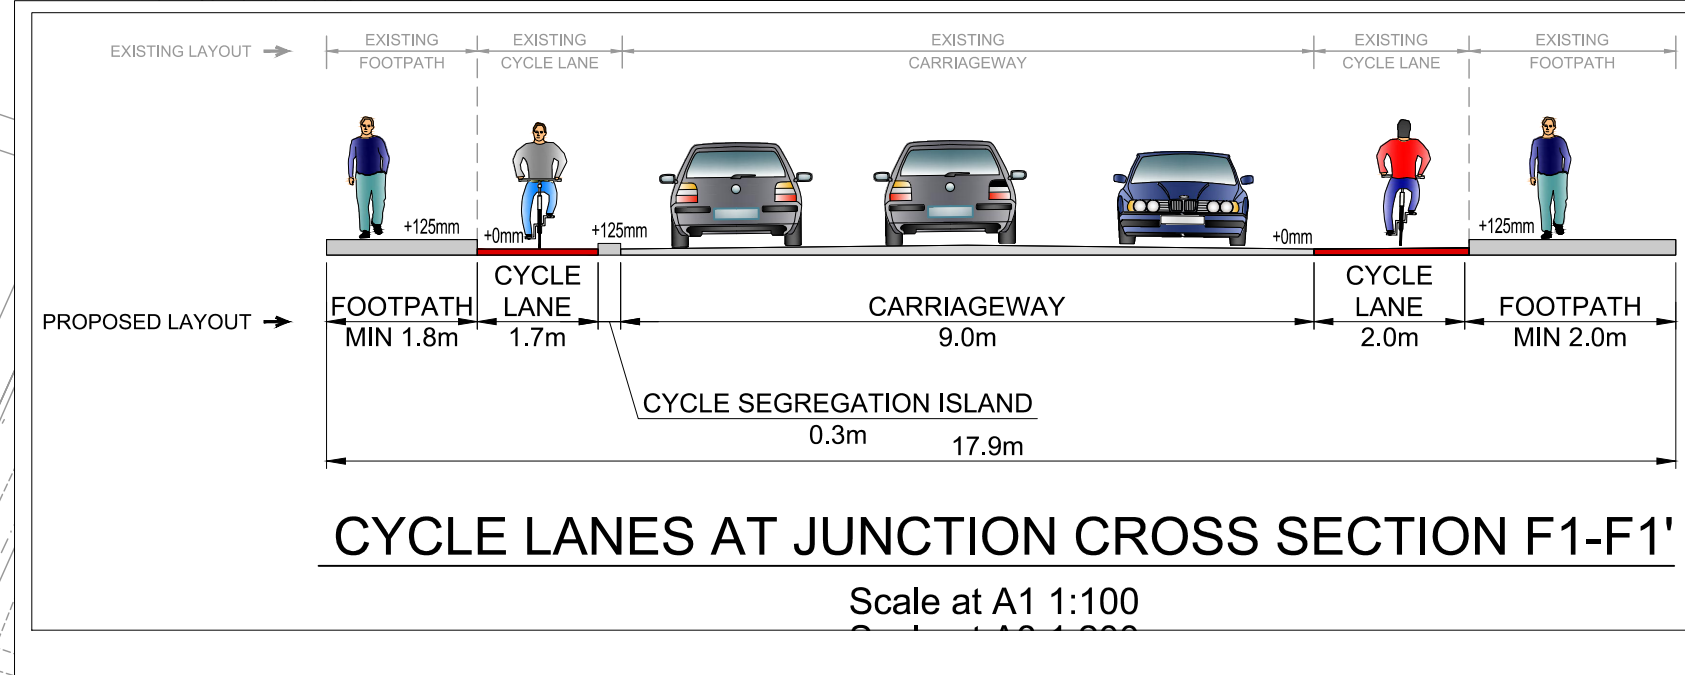 EXISTING LAYOUT
EXISTING
FOOTPATH
EXISTING
CYCLE LANE
EXISTING
CARRIAGEWAY
EXISTING
CYCLE LANE
EXISTING
FOOTPATH
+125mm
+0mm
+125mm
+0mm
+125mm
PROPOSED LAYOUT
FOOTPATH
MIN 1.8m
CYCLE
LANE
1.7m
CARRIAGEWAY
9.0m
CYCLE
LANE
2.0m
FOOTPATH
MIN 2.0m
CYCLE SEGREGATION ISLAND
0.3m
17.9m
CYCLE LANES AT JUNCTION CROSS SECTION F1-F1'
Scale at A1 1:100